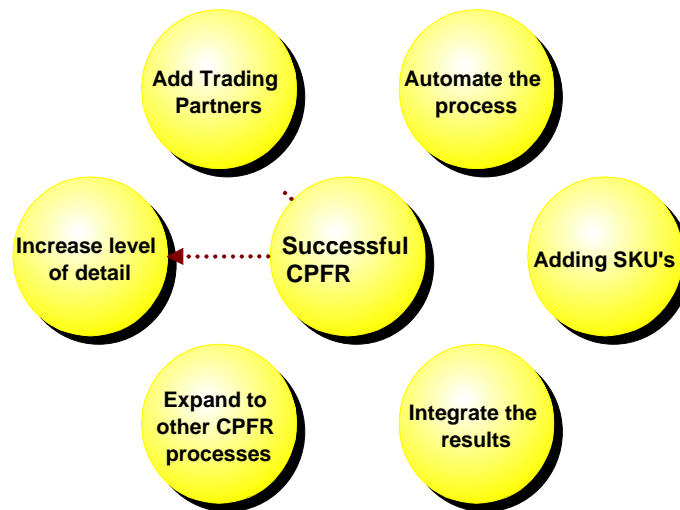 Add Trading
Partners
Automate the
process
Increase level
of detail
Successful
CPFR
Adding SKU's
Expand to
other CPFR
processes
Integrate the
results